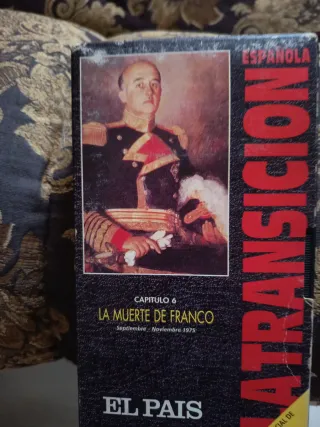 ESPAÑOLA
LA TRANSICION
CAPITULO 6
LA MUERTE DE FRANCO
Septiembre - Noviembre 1975
EL PAIS